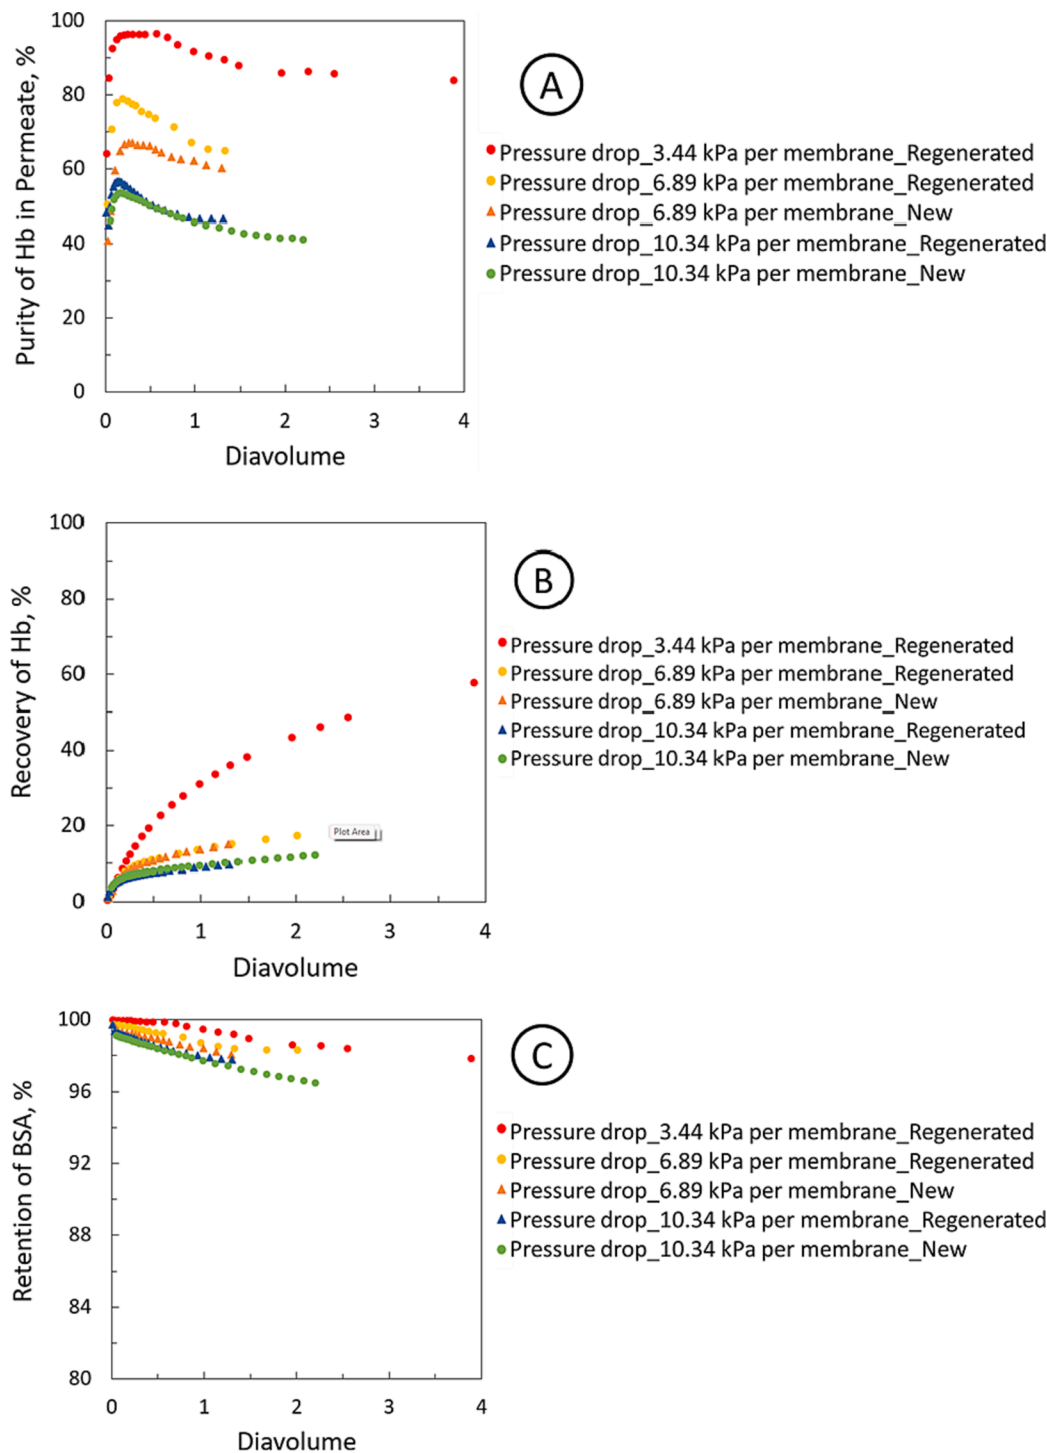 100
80
60
40
20
0
Purity of Hb in Permeate, %
0 1 2 3 4
Diavolume
A
Pressure drop_3.44 kPa per membrane_Regenerated
Pressure drop_6.89 kPa per membrane_Regenerated
Pressure drop_6.89 kPa per membrane_New
Pressure drop_10.34 kPa per membrane_Regenerated
Pressure drop_10.34 kPa per membrane_New
100
80
60
40
20
0
Recovery of Hb, %
Plot Area
0 1 2 3 4
Diavolume
B
Pressure drop_3.44 kPa per membrane_Regenerated
Pressure drop_6.89 kPa per membrane_Regenerated
Pressure drop_6.89 kPa per membrane_New
Pressure drop_10.34 kPa per membrane_Regenerated
Pressure drop_10.34 kPa per membrane_New
100
96
92
88
84
80
Retention of BSA, %
0 1 2 3 4
Diavolume
C
Pressure drop_3.44 kPa per membrane_Regenerated
Pressure drop_6.89 kPa per membrane_Regenerated
Pressure drop_6.89 kPa per membrane_New
Pressure drop_10.34 kPa per membrane_Regenerated
Pressure drop_10.34 kPa per membrane_New